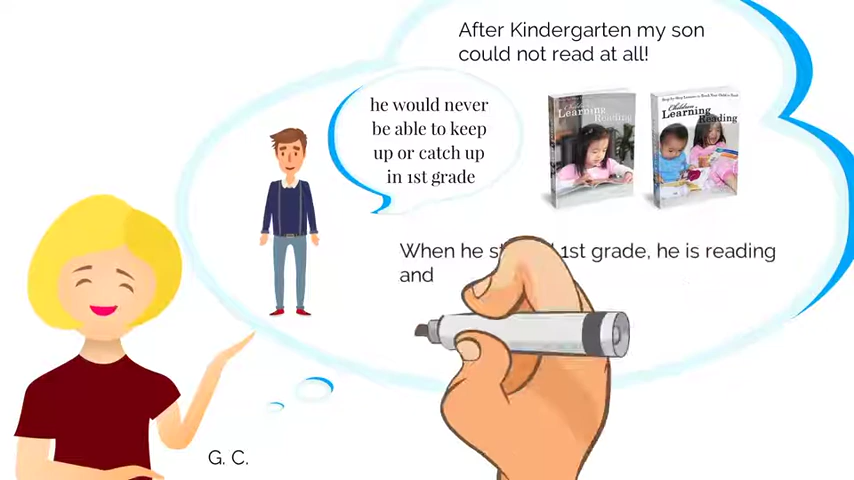 After Kindergarten my son
could not read at all!
he would never
be able to keep
up or catch up
in 1st grade
Children
Learning Reading
Children
Learning Reading
When he 1st grade, he is reading
and
G. C.